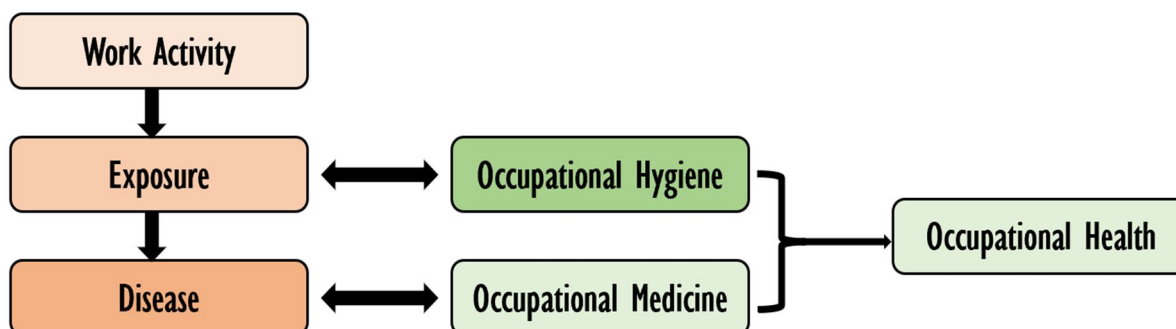 Work Activity
Exposure
Occupational Hygiene
Occupational Health
Disease
Occupational Medicine